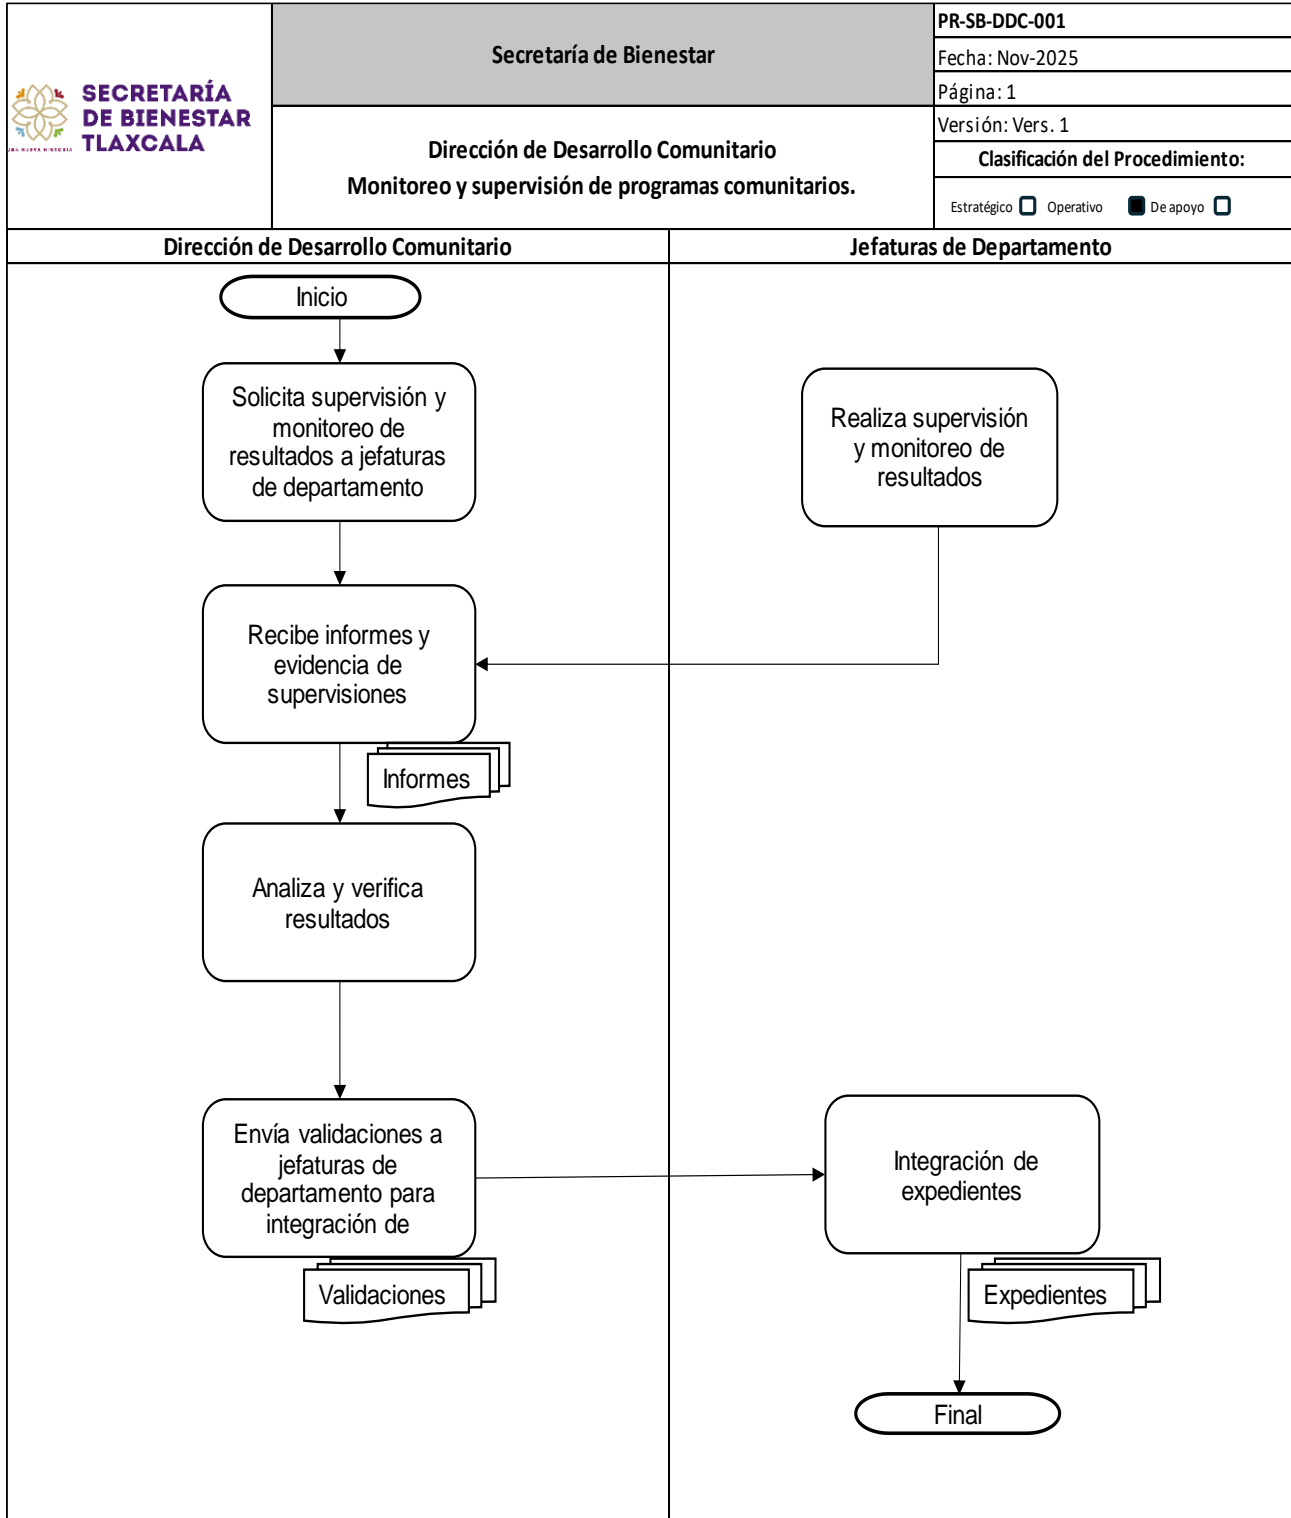 SECRETARÍA
DE BIENESTAR
TLAXCALA
UNA NUEVA HISTORIA
Secretaría de Bienestar
Dirección de Desarrollo Comunitario
Monitoreo y supervisión de programas comunitarios.
PR-SB-DDC-001
Fecha: Nov-2025
Página: 1
Versión: Vers. 1
Clasificación del Procedimiento:
Estratégico Operativo De apoyo
Dirección de Desarrollo Comunitario
Jefaturas de Departamento
Inicio
Solicita supervisión y
monitoreo de
resultados a jefaturas
de departamento
Realiza supervisión
y monitoreo de
resultados
Recibe informes y
evidencia de
supervisiones
Informes
Analiza y verifica
resultados
Envía validaciones a
jefaturas de
departamento para
integración de
Validaciones
Integración de
expedientes
Expedientes
Final